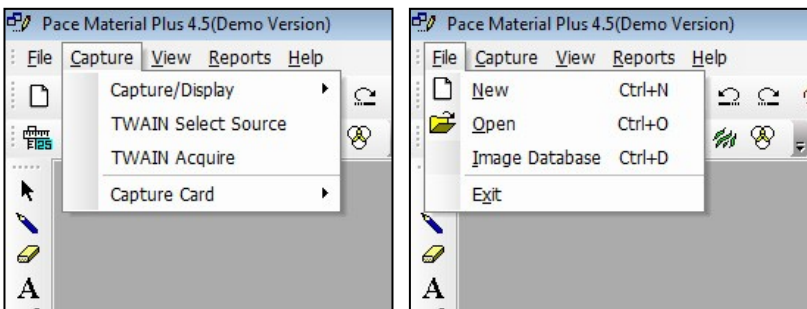 Pace Material Plus 4.5(Demo Version)
File Capture View Reports Help
Capture/Display
TWAIN Select Source
TWAIN Acquire
Capture Card
A
Pace Material Plus 4.5(Demo Version)
File Capture View Reports Help
New Ctrl+N
Open Ctrl+O
Image Database Ctrl+D
Exit
A